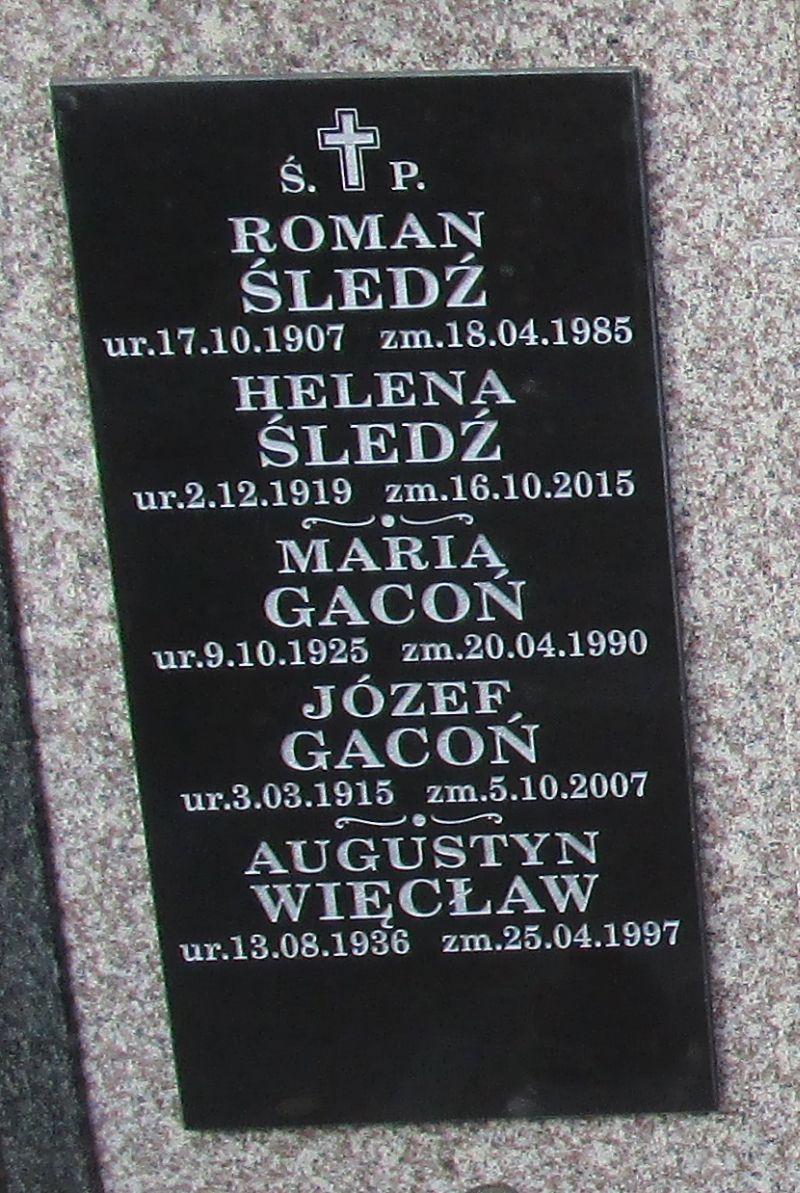 Ś. P.
ROMAN
ŚLEDŹ
ur.17.10.1907 zm.18.04.1985
HELENA
ŚLEDŹ
ur.2.12.1919 zm.16.10.2015
MARIA
GACOŃ
ur.9.10.1925 zm.20.04.1990
JÓZEF
GACOŃ
ur.3.03.1915 zm.5.10.2007
AUGUSTYN
WIĘCŁAW
ur.13.08.1936 zm.25.04.1997